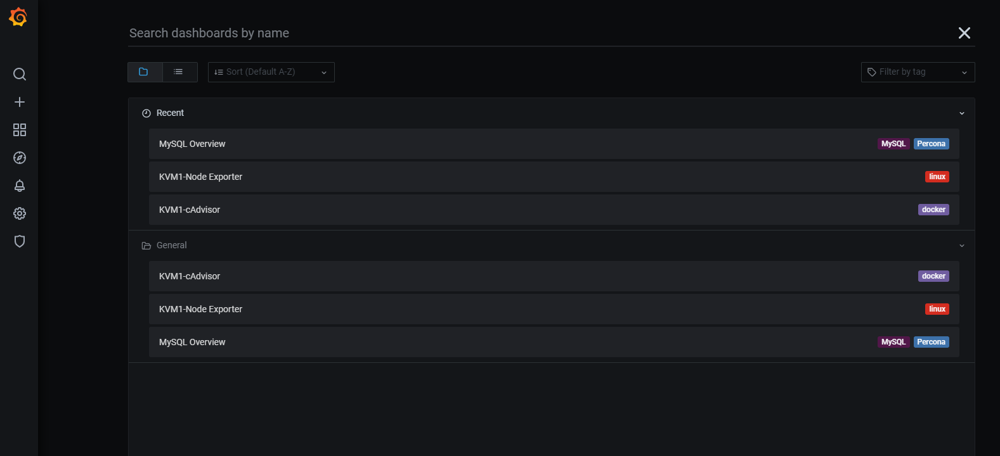 Search dashboards by name
Sort (Default A-Z)
Filter by tag
Recent
MySQL Overview MySQL Percona
KVM1-Node Exporter linux
KVM1-cAdvisor docker
General
KVM1-cAdvisor docker
KVM1-Node Exporter linux
MySQL Overview MySQL Percona